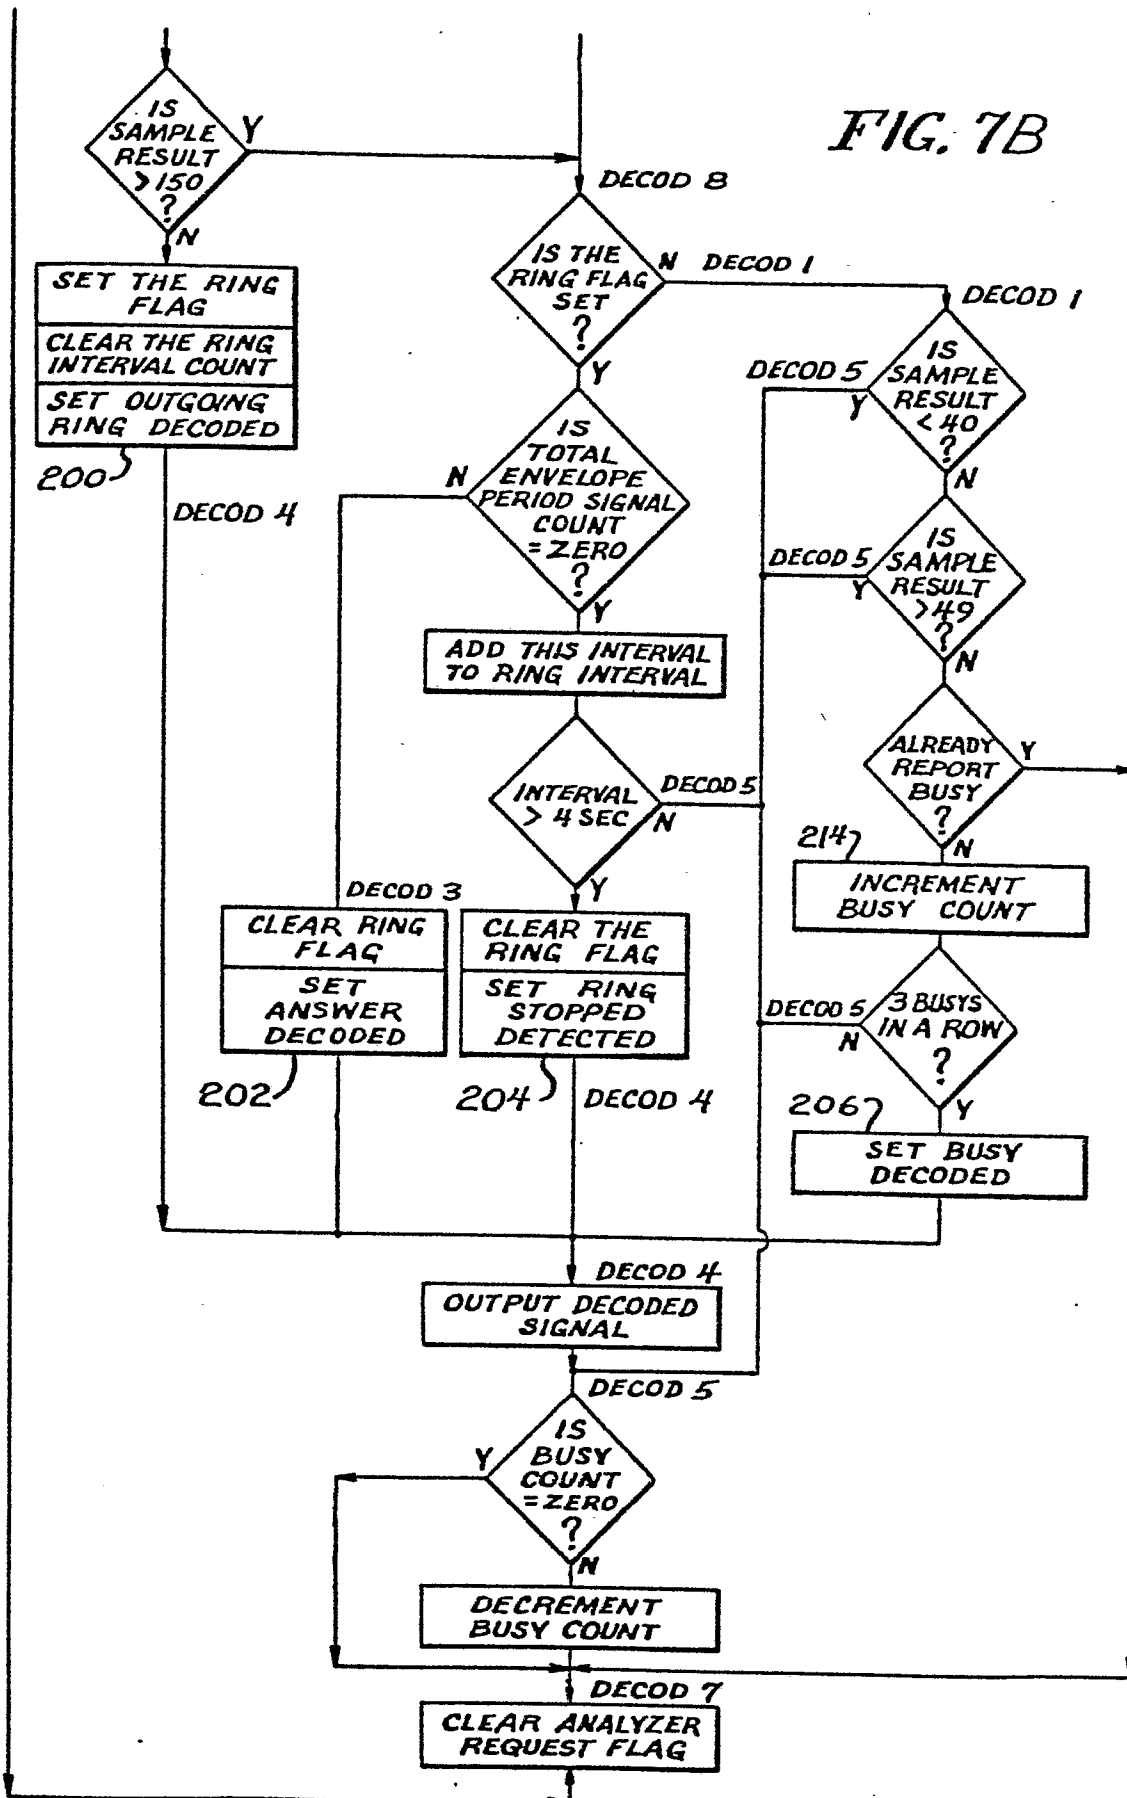 FIG. 7B
IS
SAMPLE
RESULT
> 150
?
Y
N
SET THE RING
FLAG
CLEAR THE RING
INTERVAL COUNT
SET OUTGOING
RING DECODED
200
DECOD 4
DECOD 8
IS THE
RING FLAG
SET
?
N DECOD 1
Y
DECOD 1
IS
SAMPLE
RESULT
< 40
?
DECOD 5
Y
N
IS
TOTAL
ENVELOPE
PERIOD SIGNAL
COUNT
= ZERO
?
N
Y
IS
SAMPLE
RESULT
> 49
?
DECOD 5
Y
N
ADD THIS INTERVAL
TO RING INTERVAL
INTERVAL
> 4 SEC
DECOD 5
N
Y
ALREADY
REPORT
BUSY
?
Y
N
214
INCREMENT
BUSY COUNT
DECOD 3
CLEAR RING
FLAG
SET
ANSWER
DECODED
202
CLEAR THE
RING FLAG
SET RING
STOPPED
DETECTED
204
DECOD 4
3 BUSYS
IN A ROW
?
DECOD 5
N
Y
206
SET BUSY
DECODED
DECOD 4
OUTPUT DECODED
SIGNAL
DECOD 5
IS
BUSY
COUNT
= ZERO
?
Y
N
DECREMENT
BUSY COUNT
DECOD 7
CLEAR ANALYZER
REQUEST FLAG